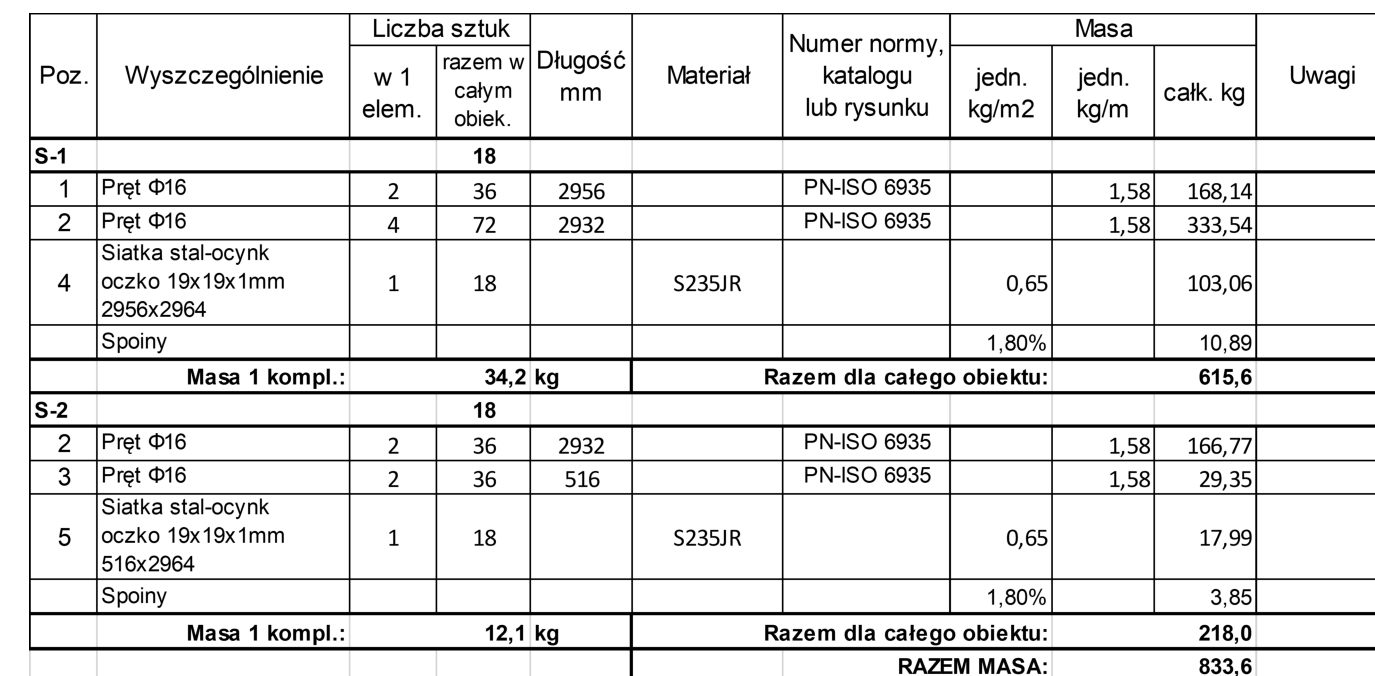 Poz. Wyszczególnienie Liczba sztuk Długość mm Materiał Numer normy, katalogu lub rysunku Masa Uwagi
w 1 elem. razem w całym obiek. jedn. kg/m2 jedn. kg/m całk. kg
S-1 18
1 Pręt Φ16 2 36 2956 PN-ISO 6935 1,58 168,14
2 Pręt Φ16 4 72 2932 PN-ISO 6935 1,58 333,54
4 Siatka stal-ocynk oczko 19x19x1mm 2956x2964 1 18 S235JR 0,65 103,06
Spoiny 1,80% 10,89
Masa 1 kompl.: 34,2 kg Razem dla całego obiektu: 615,6
S-2 18
2 Pręt Φ16 2 36 2932 PN-ISO 6935 1,58 166,77
3 Pręt Φ16 2 36 516 PN-ISO 6935 1,58 29,35
5 Siatka stal-ocynk oczko 19x19x1mm 516x2964 1 18 S235JR 0,65 17,99
Spoiny 1,80% 3,85
Masa 1 kompl.: 12,1 kg Razem dla całego obiektu: 218,0
RAZEM MASA: 833,6